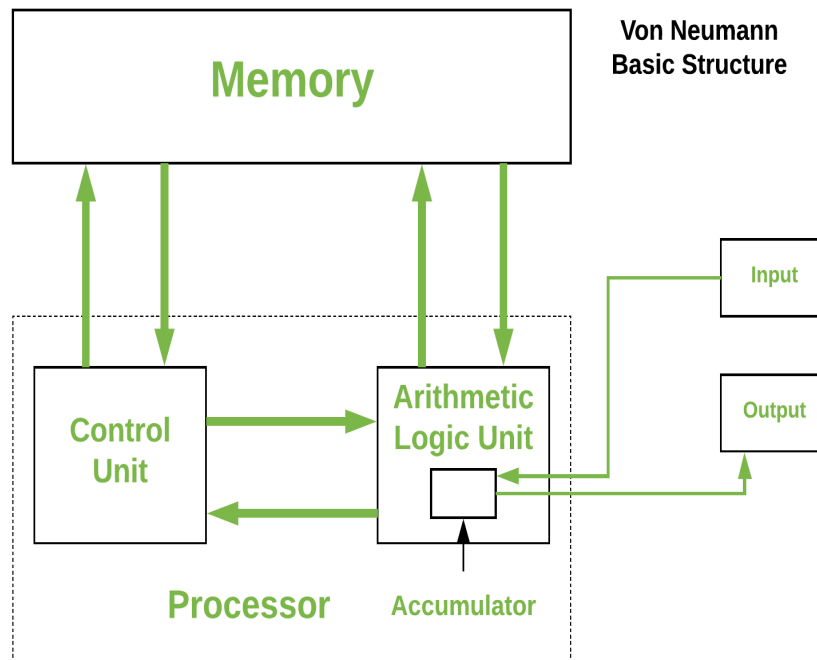 Von Neumann
Basic Structure
Memory
Input
Output
Control
Unit
Arithmetic
Logic Unit
Processor
Accumulator